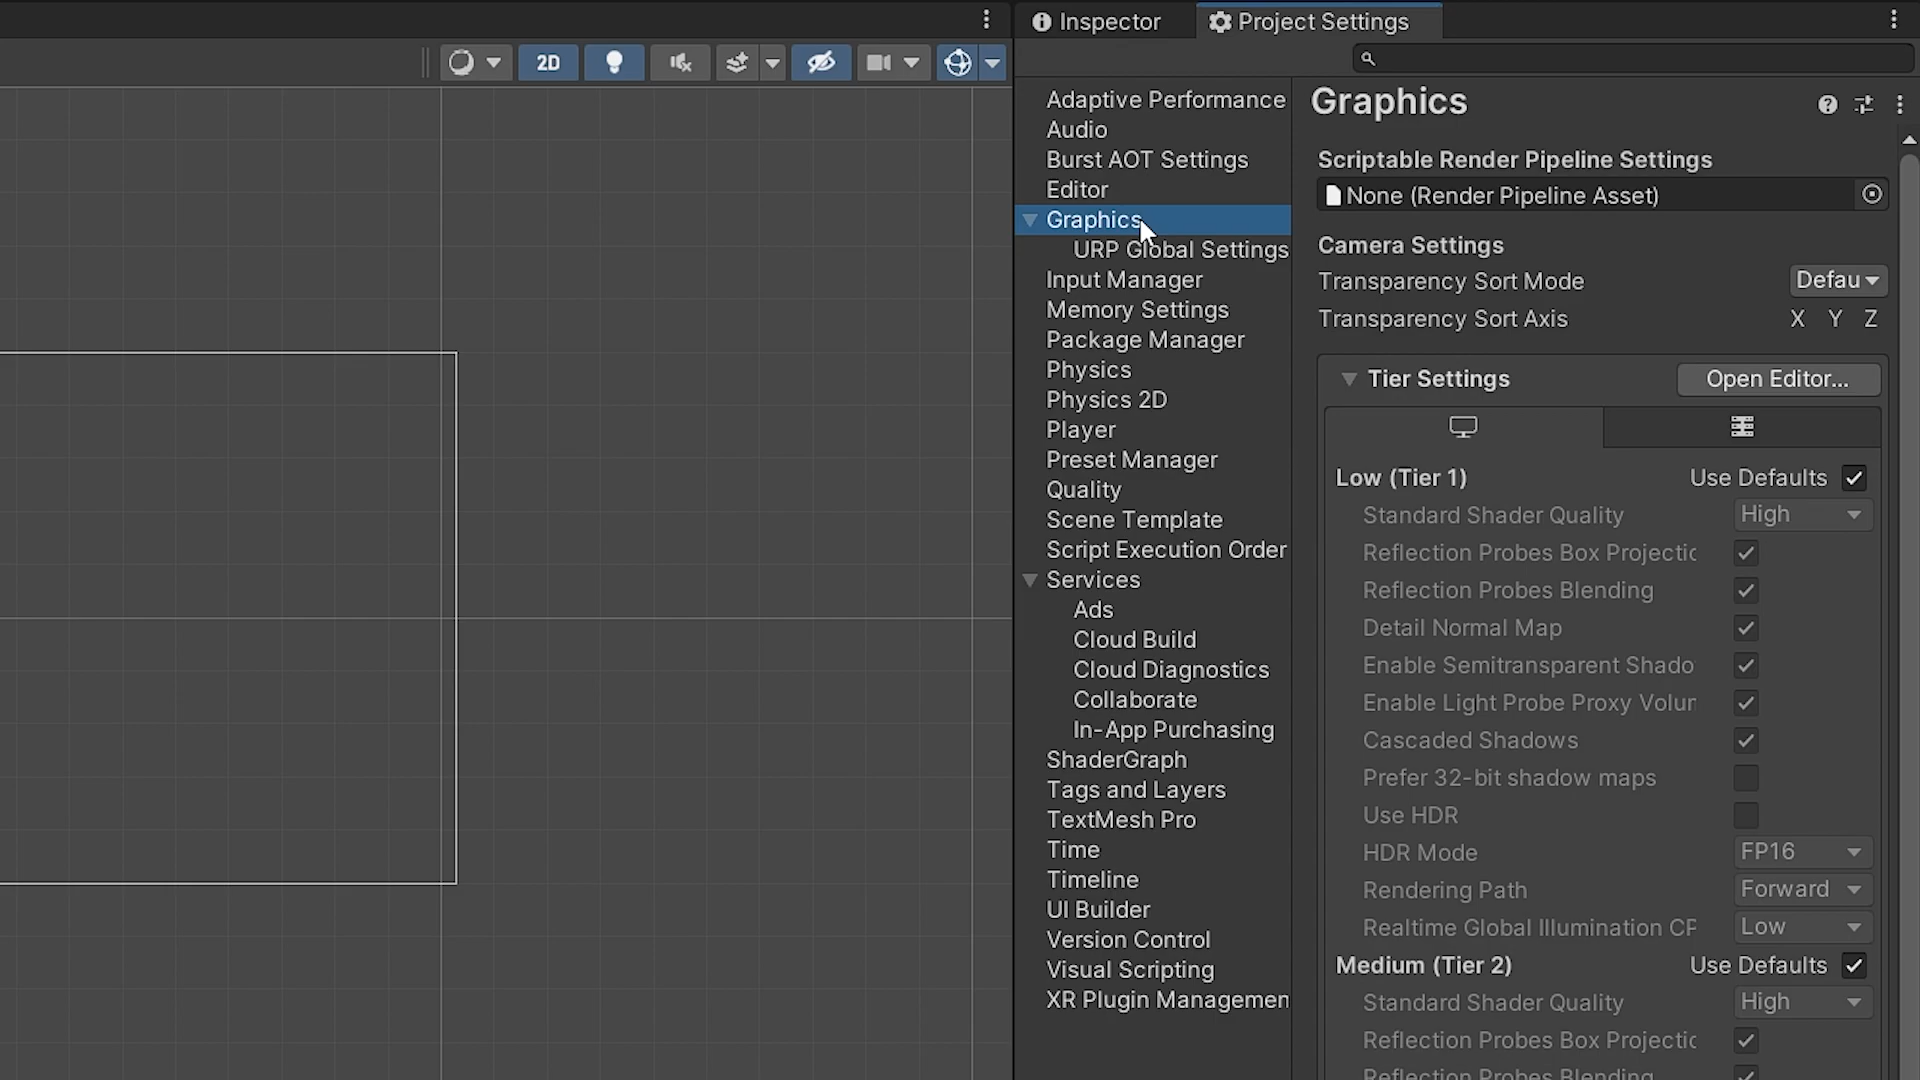 Inspector
Project Settings
2D
Adaptive Performance
Audio
Burst AOT Settings
Editor
Graphics
URP Global Settings
Input Manager
Memory Settings
Package Manager
Physics
Physics 2D
Player
Preset Manager
Quality
Scene Template
Script Execution Order
Services
Ads
Cloud Build
Cloud Diagnostics
Collaborate
In-App Purchasing
ShaderGraph
Tags and Layers
TextMesh Pro
Time
Timeline
UI Builder
Version Control
Visual Scripting
XR Plugin Managemen
Graphics
Scriptable Render Pipeline Settings
None (Render Pipeline Asset)
Camera Settings
Transparency Sort Mode Defau
Transparency Sort Axis X Y Z
Tier Settings Open Editor...
Low (Tier 1) Use Defaults
Standard Shader Quality High
Reflection Probes Box Projectic
Reflection Probes Blending
Detail Normal Map
Enable Semitransparent Shado
Enable Light Probe Proxy Volur
Cascaded Shadows
Prefer 32-bit shadow maps
Use HDR
HDR Mode FP16
Rendering Path Forward
Realtime Global Illumination CP Low
Medium (Tier 2) Use Defaults
Standard Shader Quality High
Reflection Probes Box Projectic
Reflection Probes Blending